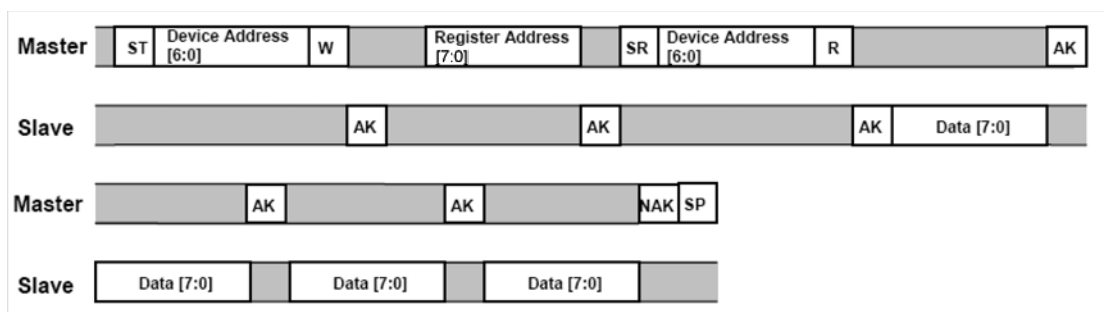 Master ST Device Address [6:0] W Register Address [7:0] SR Device Address [6:0] R AK
Slave AK AK AK Data [7:0]
Master AK AK NAK SP
Slave Data [7:0] Data [7:0] Data [7:0]